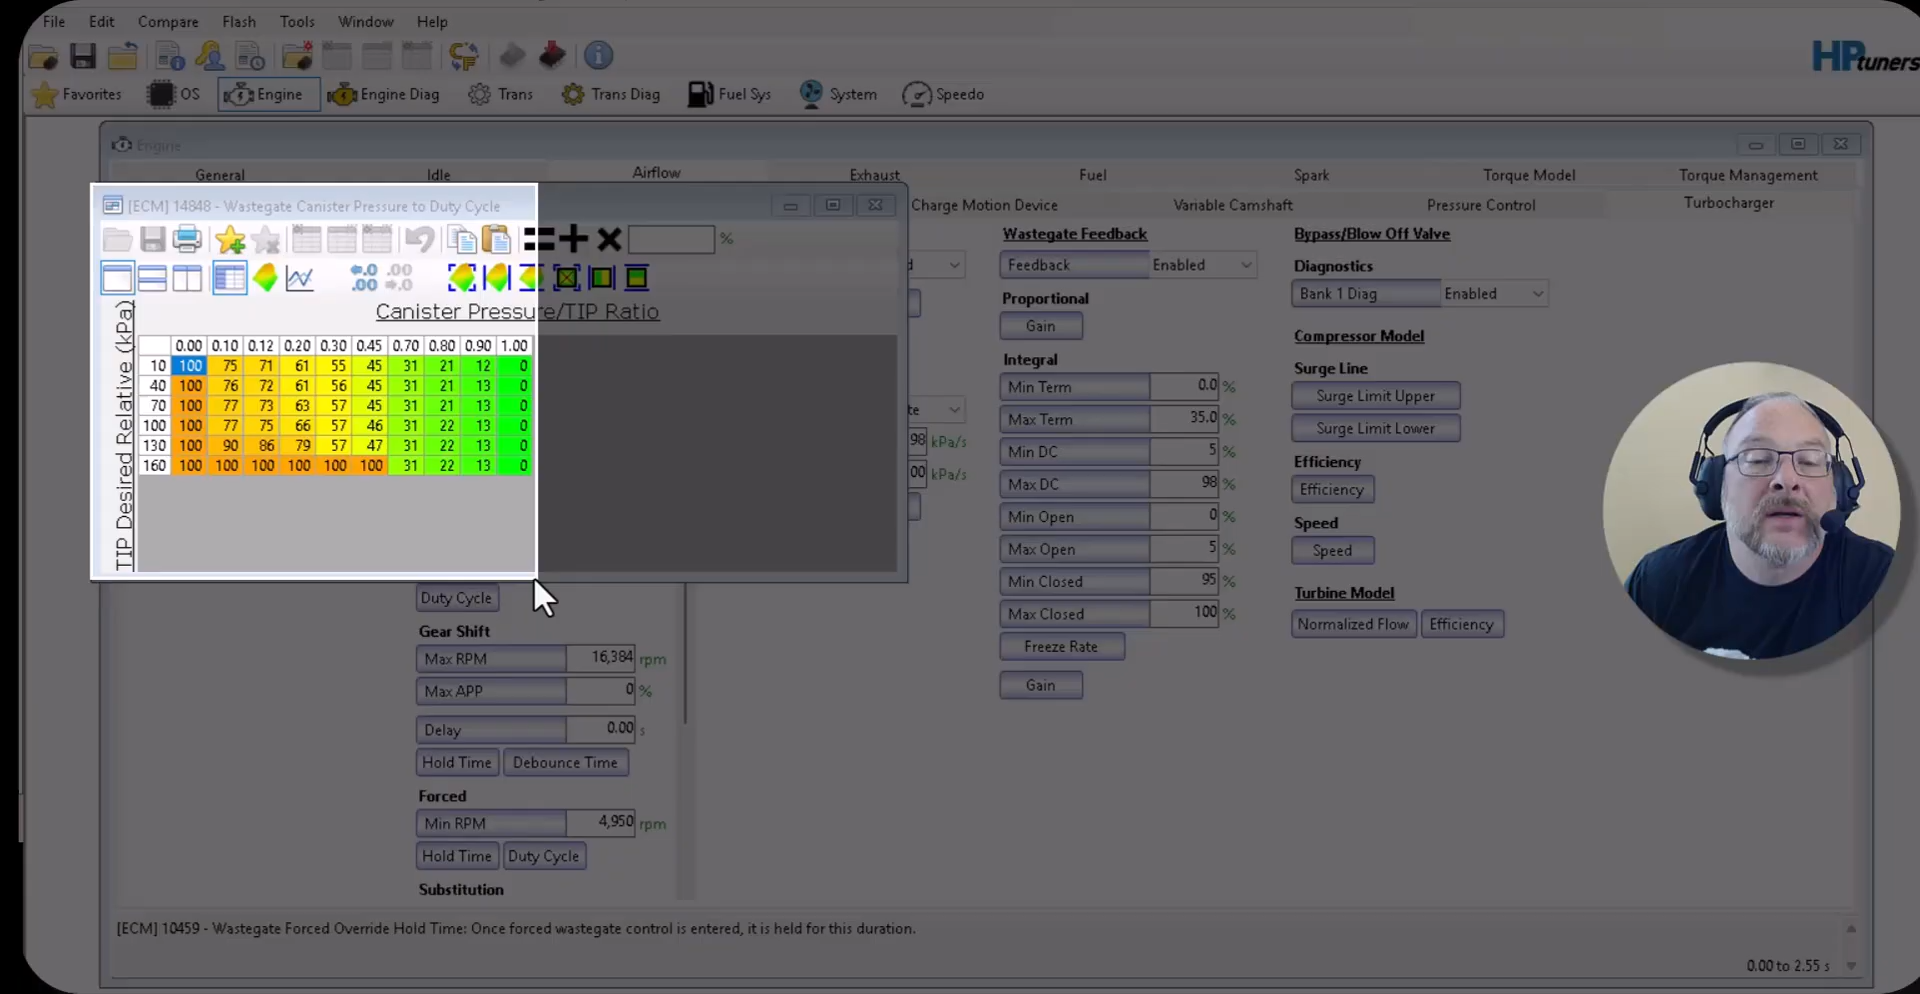 File Edit Compare Flash Tools Window Help
HP tuners
Favorites OS Engine Engine Diag Trans Trans Diag Fuel Sys System Speedo
Engine
General Idle Airflow Exhaust Fuel Spark Torque Model Torque Management
Charge Motion Device Variable Camshaft Pressure Control Turbocharger
[ECM] 14848 - Wastegate Canister Pressure to Duty Cycle
%
Canister Pressure/TIP Ratio
TIP Desired Relative (kPa)
0.00 0.10 0.12 0.20 0.30 0.45 0.70 0.80 0.90 1.00
10 100 75 71 61 55 45 31 21 12 0
40 100 76 72 61 56 45 31 21 13 0
70 100 77 73 63 57 45 31 21 13 0
100 100 77 75 66 57 46 31 22 13 0
130 100 90 86 79 57 47 31 22 13 0
160 100 100 100 100 100 100 31 22 13 0
98 kPa/s
00 kPa/s
Duty Cycle
Gear Shift
Max RPM 16,384 rpm
Max APP 0 %
Delay 0.00 s
Hold Time Debounce Time
Forced
Min RPM 4,950 rpm
Hold Time Duty Cycle
Substitution
Wastegate Feedback
Feedback Enabled
Proportional
Gain
Integral
Min Term 0.0 %
Max Term 35.0 %
Min DC 5 %
Max DC 98 %
Min Open 0 %
Max Open 5 %
Min Closed 95 %
Max Closed 100 %
Freeze Rate
Gain
Bypass/Blow Off Valve
Diagnostics
Bank 1 Diag Enabled
Compressor Model
Surge Line
Surge Limit Upper
Surge Limit Lower
Efficiency
Efficiency
Speed
Speed
Turbine Model
Normalized Flow Efficiency
[ECM] 10459 - Wastegate Forced Override Hold Time: Once forced wastegate control is entered, it is held for this duration.
0.00 to 2.55 s